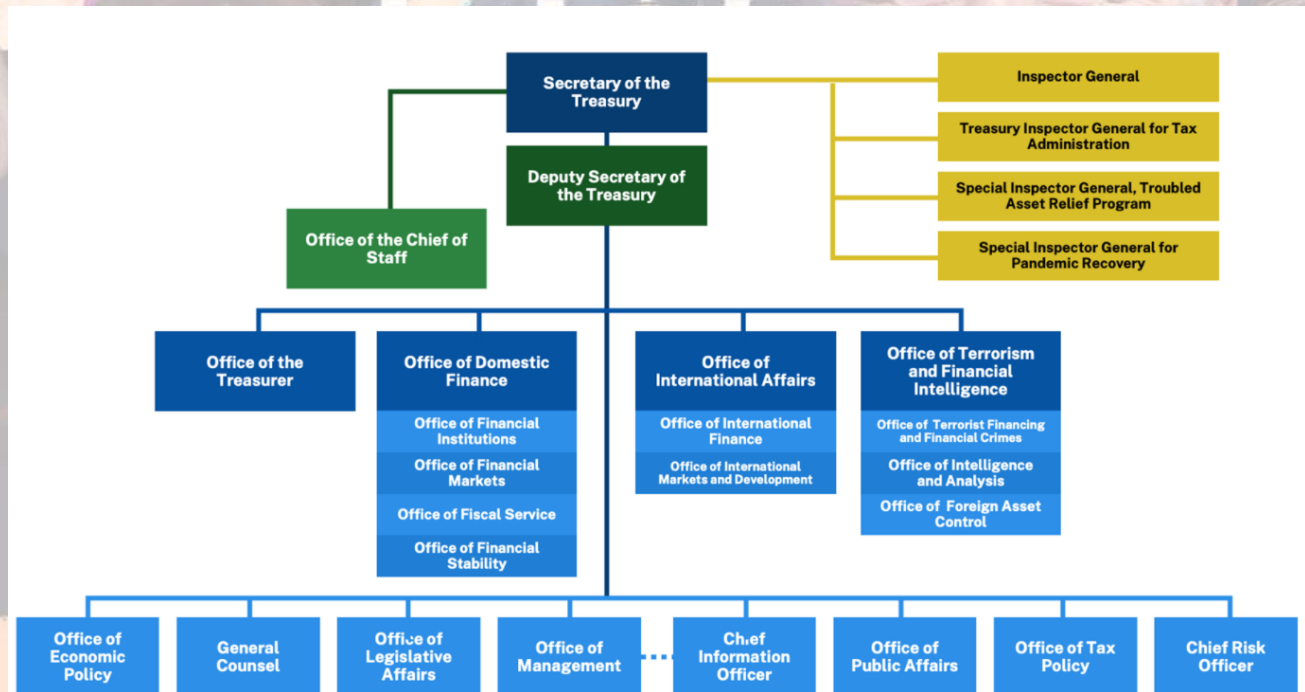 Secretary of the
Treasury
Inspector General
Treasury Inspector General for Tax
Administration
Deputy Secretary of
the Treasury
Special Inspector General, Troubled
Asset Relief Program
Office of the Chief of
Staff
Special Inspector General for
Pandemic Recovery
Office of the
Treasurer
Office of Domestic
Finance
Office of Financial
Institutions
Office of Financial
Markets
Office of Fiscal Service
Office of Financial
Stability
Office of
International Affairs
Office of International
Finance
Office of International
Markets and Development
Office of Terrorism
and Financial
Intelligence
Office of Terrorist Financing
and Financial Crimes
Office of Intelligence
and Analysis
Office of Foreign Asset
Control
Office of
Economic
Policy
General
Counsel
Office of
Legislative
Affairs
Office of
Management
Chief
Information
Officer
Office of
Public Affairs
Office of Tax
Policy
Chief Risk
Officer